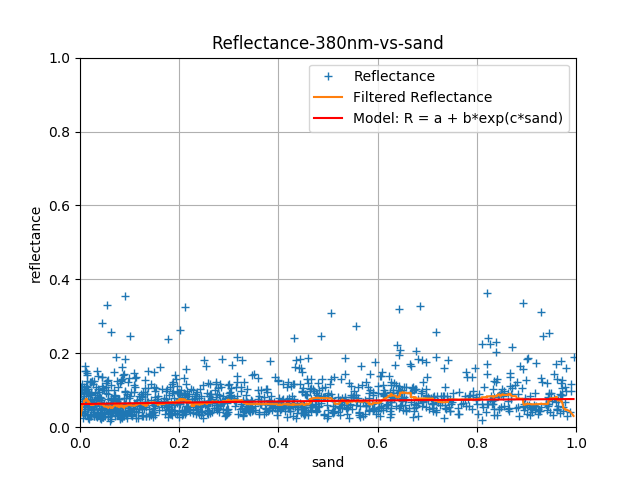 Reflectance-380nm-vs-sand
1.0
0.8
0.6
0.4
0.2
0.0
reflectance
Reflectance
Filtered Reflectance
Model: R = a + b*exp(c*sand)
0.0 0.2 0.4 0.6 0.8 1.0
sand